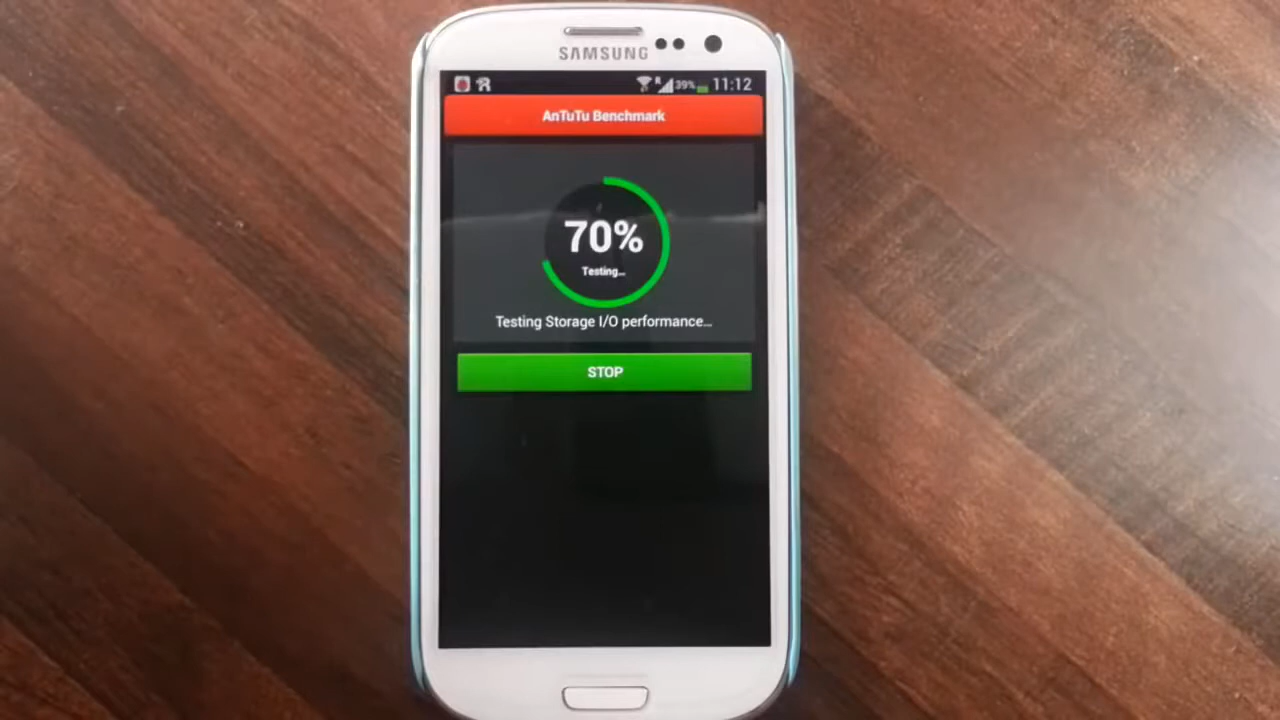 SAMSUNG
39% 11:12
AnTuTu Benchmark
70%
Testing...
Testing Storage I/O performance...
STOP